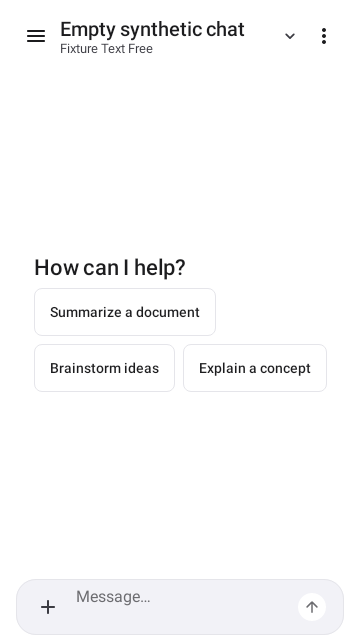 Empty synthetic chat
Fixture Text Free
How can I help?
Summarize a document
Brainstorm ideas
Explain a concept
Message…